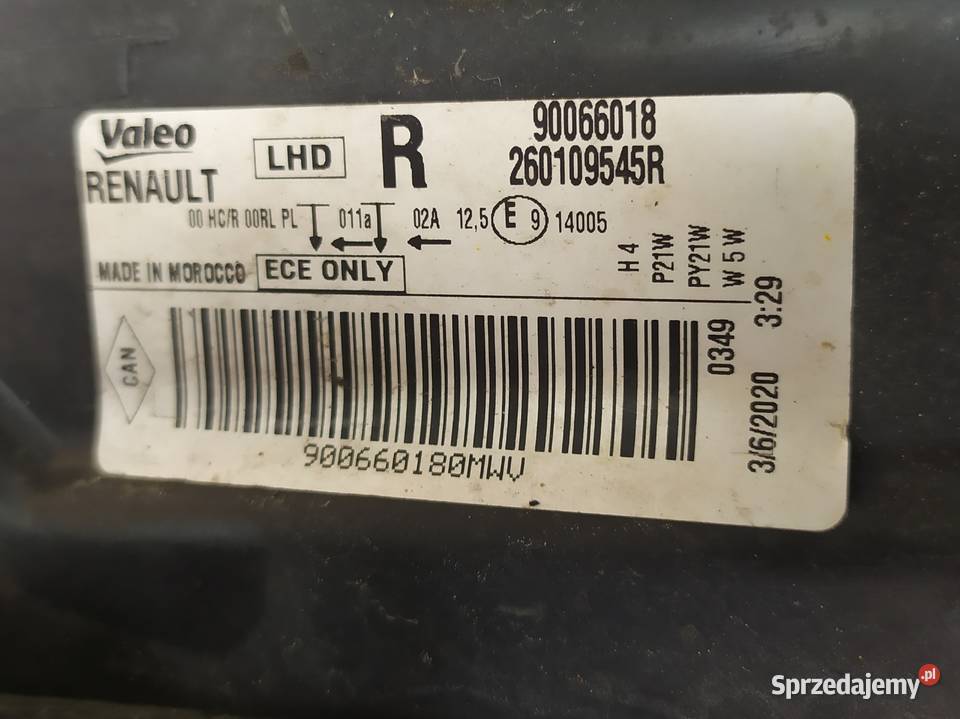 Valeo
RENAULT
LHD
R
90066018
260109545R
00 HC/R 00RL PL 011a 02A 12,5 E 9 14005
MADE IN MOROCCO
ECE ONLY
H 4
P21W
PY21W
W 5 W
CAN
0349
3/6/2020 3:29
900660180MWV
Sprzedajemy.pl